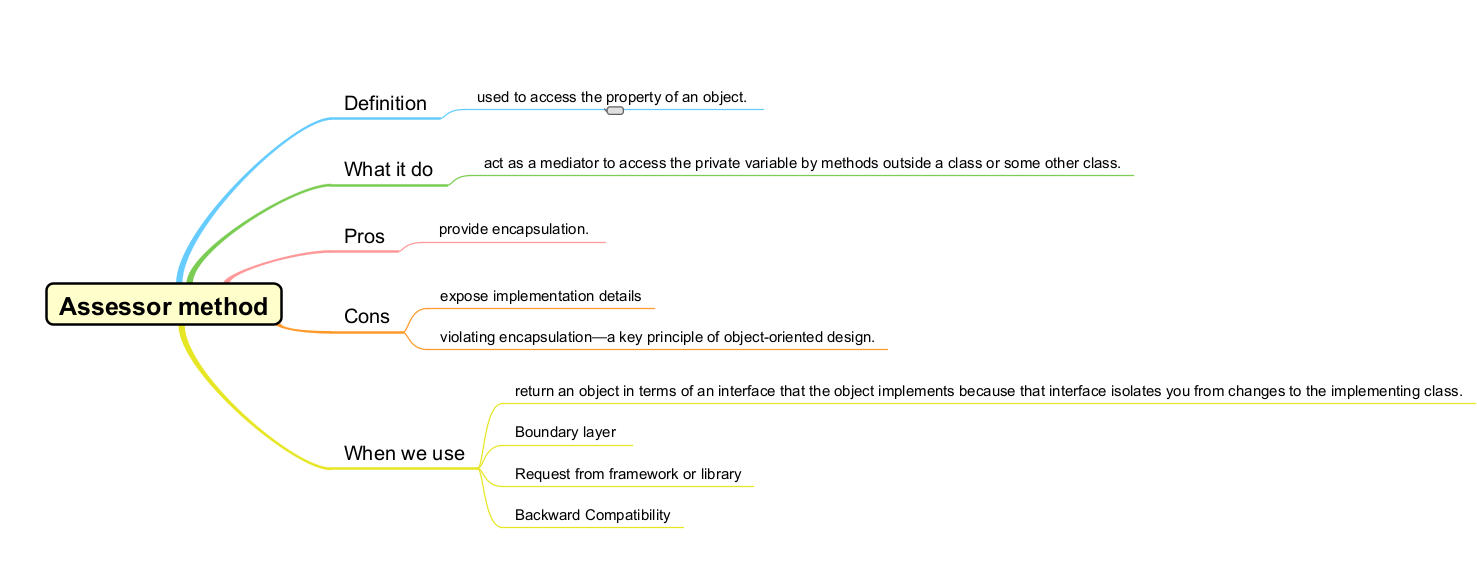 Definition
used to access the property of an object.
What it do
act as a mediator to access the private variable by methods outside a class or some other class.
Pros
provide encapsulation.
Assessor method
Cons
expose implementation details
violating encapsulation—a key principle of object-oriented design.
When we use
return an object in terms of an interface that the object implements because that interface isolates you from changes to the implementing class.
Boundary layer
Request from framework or library
Backward Compatibility